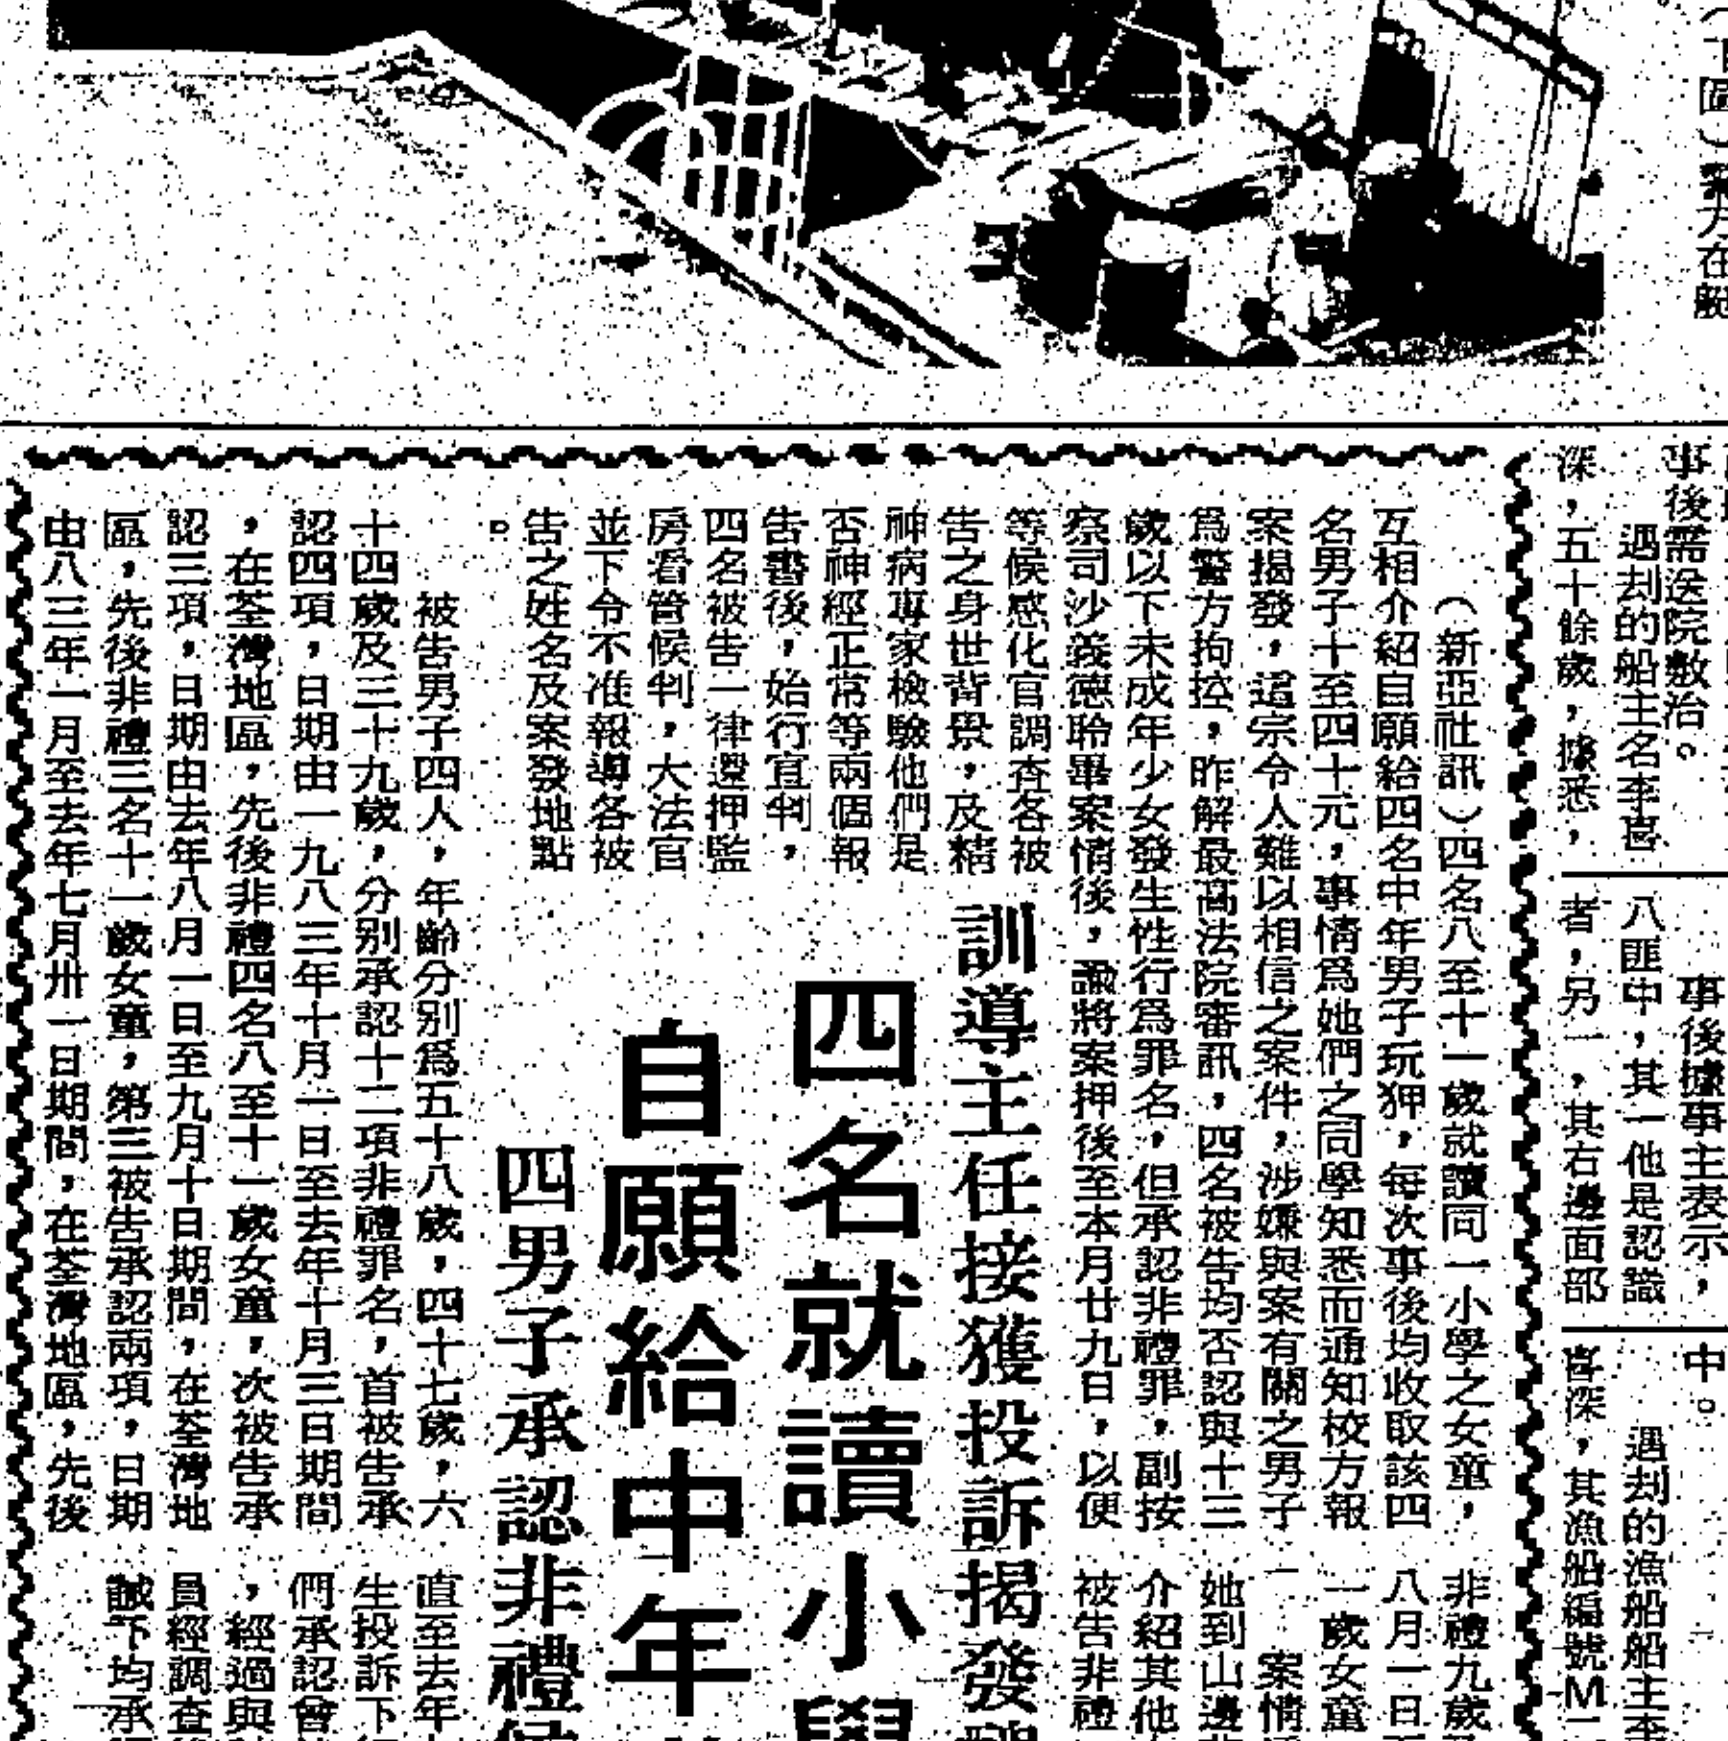 下圖）警方在艇
事後需送院敷治。
遇刦的船主名李喜
深，五十餘歲，據悉，
事後據事主表示，
八匪中，其一他是認識
者，另一，其右邊面部
中。
遇刦的漁船船主李
喜深，其漁船編號M
訓導主任接獲投訴揭發
四名就讀小學
自願給中年
四男子承認非禮
（新亞社訊）四名八至十一歲就讀同一小學之女童，
互相介紹自願給四名中年男子玩狎，每次事後均收取該四
名男子十至四十元，事情爲她們之同學知悉而通知校方報
案揭發，這宗令人難以相信之案件，涉嫌與案有關之男子
爲警方拘控，昨解最高法院審訊，四名被告均否認與十三
歲以下未成年少女發生性行爲罪名，但承認非禮罪，副按
察司沙義德聆畢案情後，諭將案押後至本月廿九日，以便
等候感化官調查各被
告之身世背景，及精
神病專家檢驗他們是
否神經正常等兩個報
告書後，始行宣判，
四名被告一律還押監
房看管候判，大法官
並下令不准報導各被
告之姓名及案發地點
。
被告男子四人，年齡分別爲五十八歲，四十七歲，六
十四歲及三十九歲，分別承認十二項非禮罪名，首被告承
認四項，日期由一九八三年十月一日至去年十月三日期間
，在荃灣地區，先後非禮四名八至十一歲女童，次被告承
認三項，日期由去年八月一日至九月十日期間，在荃灣地
區，先後非禮三名十一歲女童，第三被告承認兩項，日期
由八三年一月至去年七月卅一日期間，在荃灣地區，先後
非禮九歲
八月一日
一歲女童
案情
她到山邊
介紹其他
被告非禮
直至去年
生投訴下
們承認曾
，經過與
員經調查
誡下均承